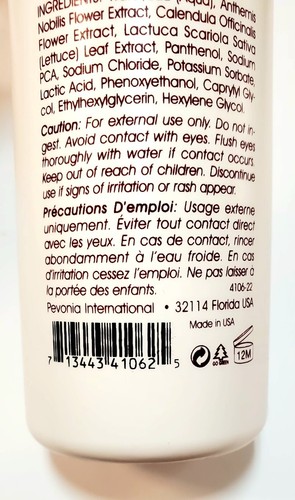 INGREDIENTS: (Aqua), Anthemis
Nobilis Flower Extract, Calendula Officinalis
Flower Extract, Lactuca Scariola Sativa
(Lettuce) Leaf Extract, Panthenol, Sodium
PCA, Sodium Chloride, Potassium Sorbate,
Lactic Acid, Phenoxyethanol, Caprylyl Gly-
col, Ethylhexylglycerin, Hexylene Glycol.
Caution: For external use only. Do not in-
gest. Avoid contact with eyes. Flush eyes
thoroughly with water if contact occurs.
Keep out of reach of children. Discontinue
use if signs of irritation or rash appear.
Précautions D'emploi: Usage externe
uniquement. Éviter tout contact direct
avec les yeux. En cas de contact, rincer
abondamment à l'eau froide. En cas
d'irritation cessez l'emploi. Ne pas laisser à
la portée des enfants.
4106-22
Pevonia International • 32114 Florida USA
Made in USA
7 13443 41062 5
GO GREEN
12M